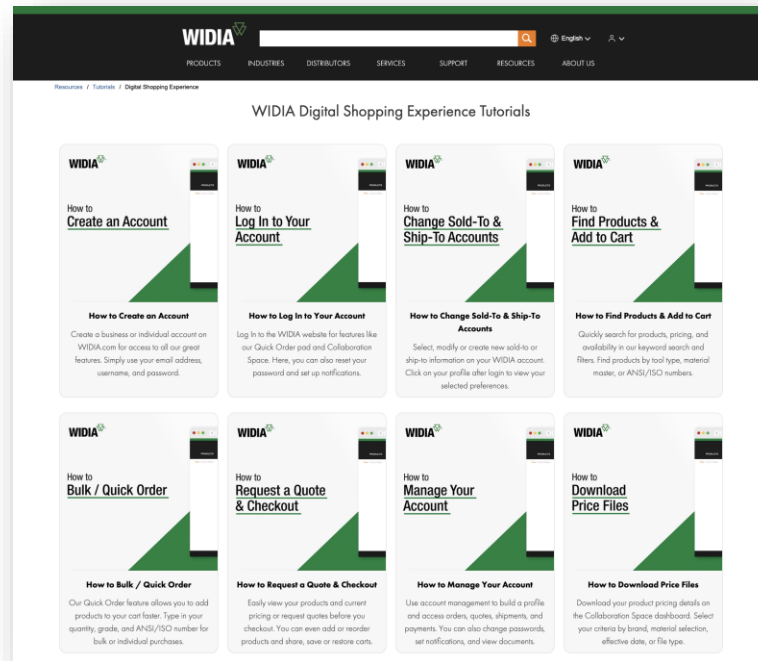 WIDIA
English
PRODUCTS INDUSTRIES DISTRIBUTORS SERVICES SUPPORT RESOURCES ABOUT US
Resources / Tutorials / Digital Shopping Experience
WIDIA Digital Shopping Experience Tutorials
WIDIA
PRODUCTS
How to
Create an Account
How to Create an Account
Create a business or individual account on
WIDIA.com for access to all our great
features. Simply use your email address,
username, and password.
WIDIA
PRODUCTS
How to
Log In to Your
Account
How to Log In to Your Account
Log In to the WIDIA website for features like
our Quick Order pad and Collaboration
Space. Here, you can also reset your
password and set up notifications.
WIDIA
PRODUCTS
How to
Change Sold-To &
Ship-To Accounts
How to Change Sold-To & Ship-To
Accounts
Select, modify or create new sold-to or
ship-to information on your WIDIA account.
Click on your profile after login to view your
selected preferences.
WIDIA
PRODUCTS
How to
Find Products &
Add to Cart
How to Find Products & Add to Cart
Quickly search for products, pricing, and
availability in our keyword search and
filters. Find products by tool type, material
master, or ANSI/ISO numbers.
WIDIA
PRODUCTS
How to
Bulk / Quick Order
How to Bulk / Quick Order
Our Quick Order feature allows you to add
products to your cart faster. Type in your
quantity, grade, and ANSI/ISO number for
bulk or individual purchases.
WIDIA
PRODUCTS
How to
Request a Quote
& Checkout
How to Request a Quote & Checkout
Easily view your products and current
pricing or request quotes before you
checkout. You can even add or reorder
products and share, save or restore carts.
WIDIA
PRODUCTS
How to
Manage Your
Account
How to Manage Your Account
Use account management to build a profile
and access orders, quotes, shipments, and
payments. You can also change passwords,
set notifications, and view documents.
WIDIA
PRODUCTS
How to
Download
Price Files
How to Download Price Files
Download your product pricing details on
the Collaboration Space dashboard. Select
your criteria by brand, material selection,
effective date, or file type.